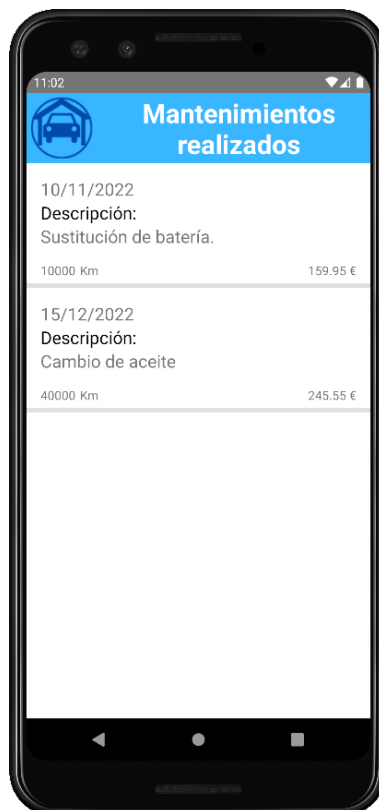 11:02
Mantenimientos
realizados
10/11/2022
Descripción:
Sustitución de batería.
10000 Km 159.95 €
15/12/2022
Descripción:
Cambio de aceite
40000 Km 245.55 €